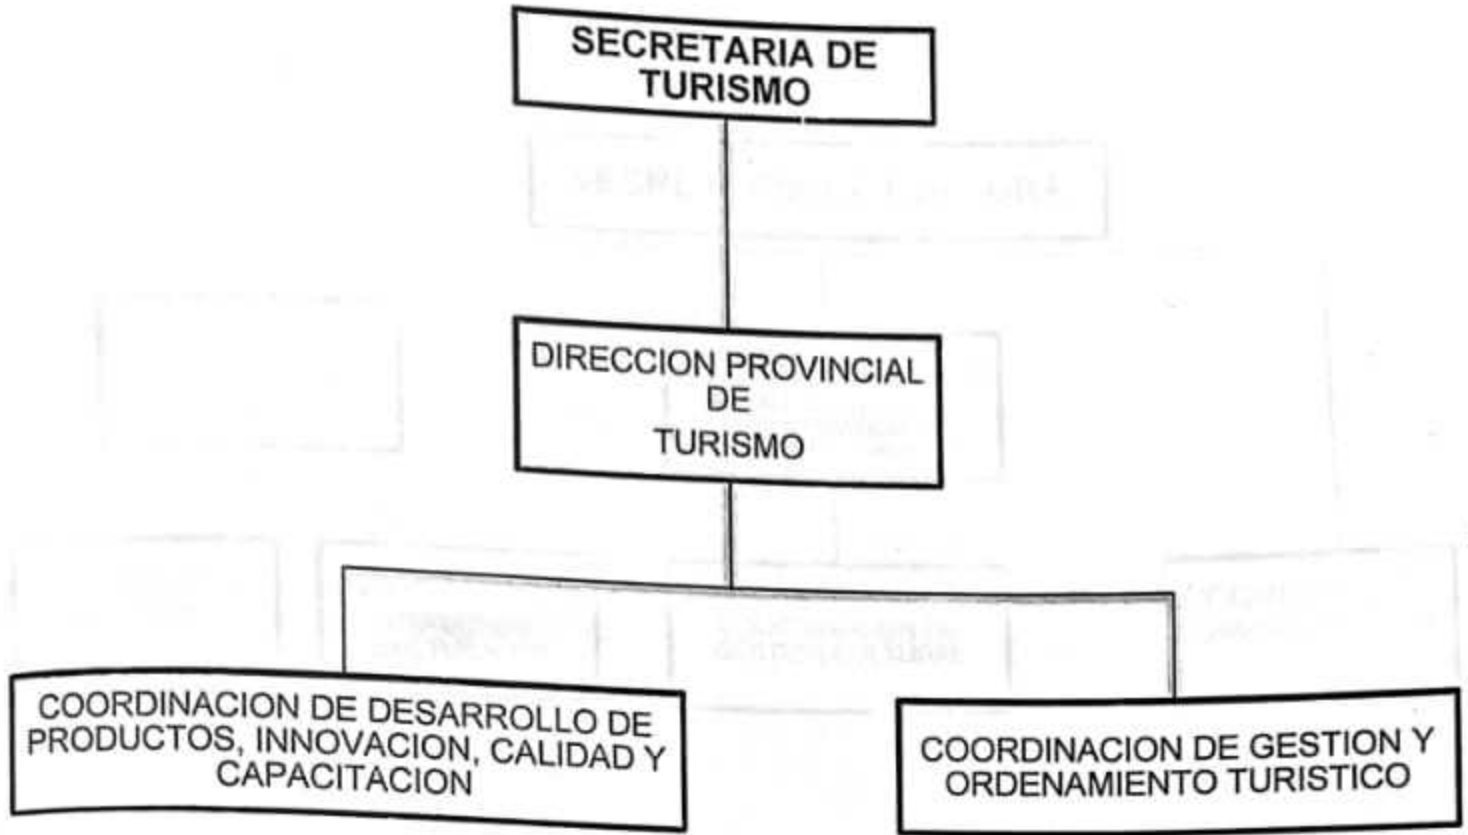 SECRETARIA DE
TURISMO
DIRECCION PROVINCIAL
DE
TURISMO
COORDINACION DE DESARROLLO DE
PRODUCTOS, INNOVACION, CALIDAD Y
CAPACITACION
COORDINACION DE GESTION Y
ORDENAMIENTO TURISTICO